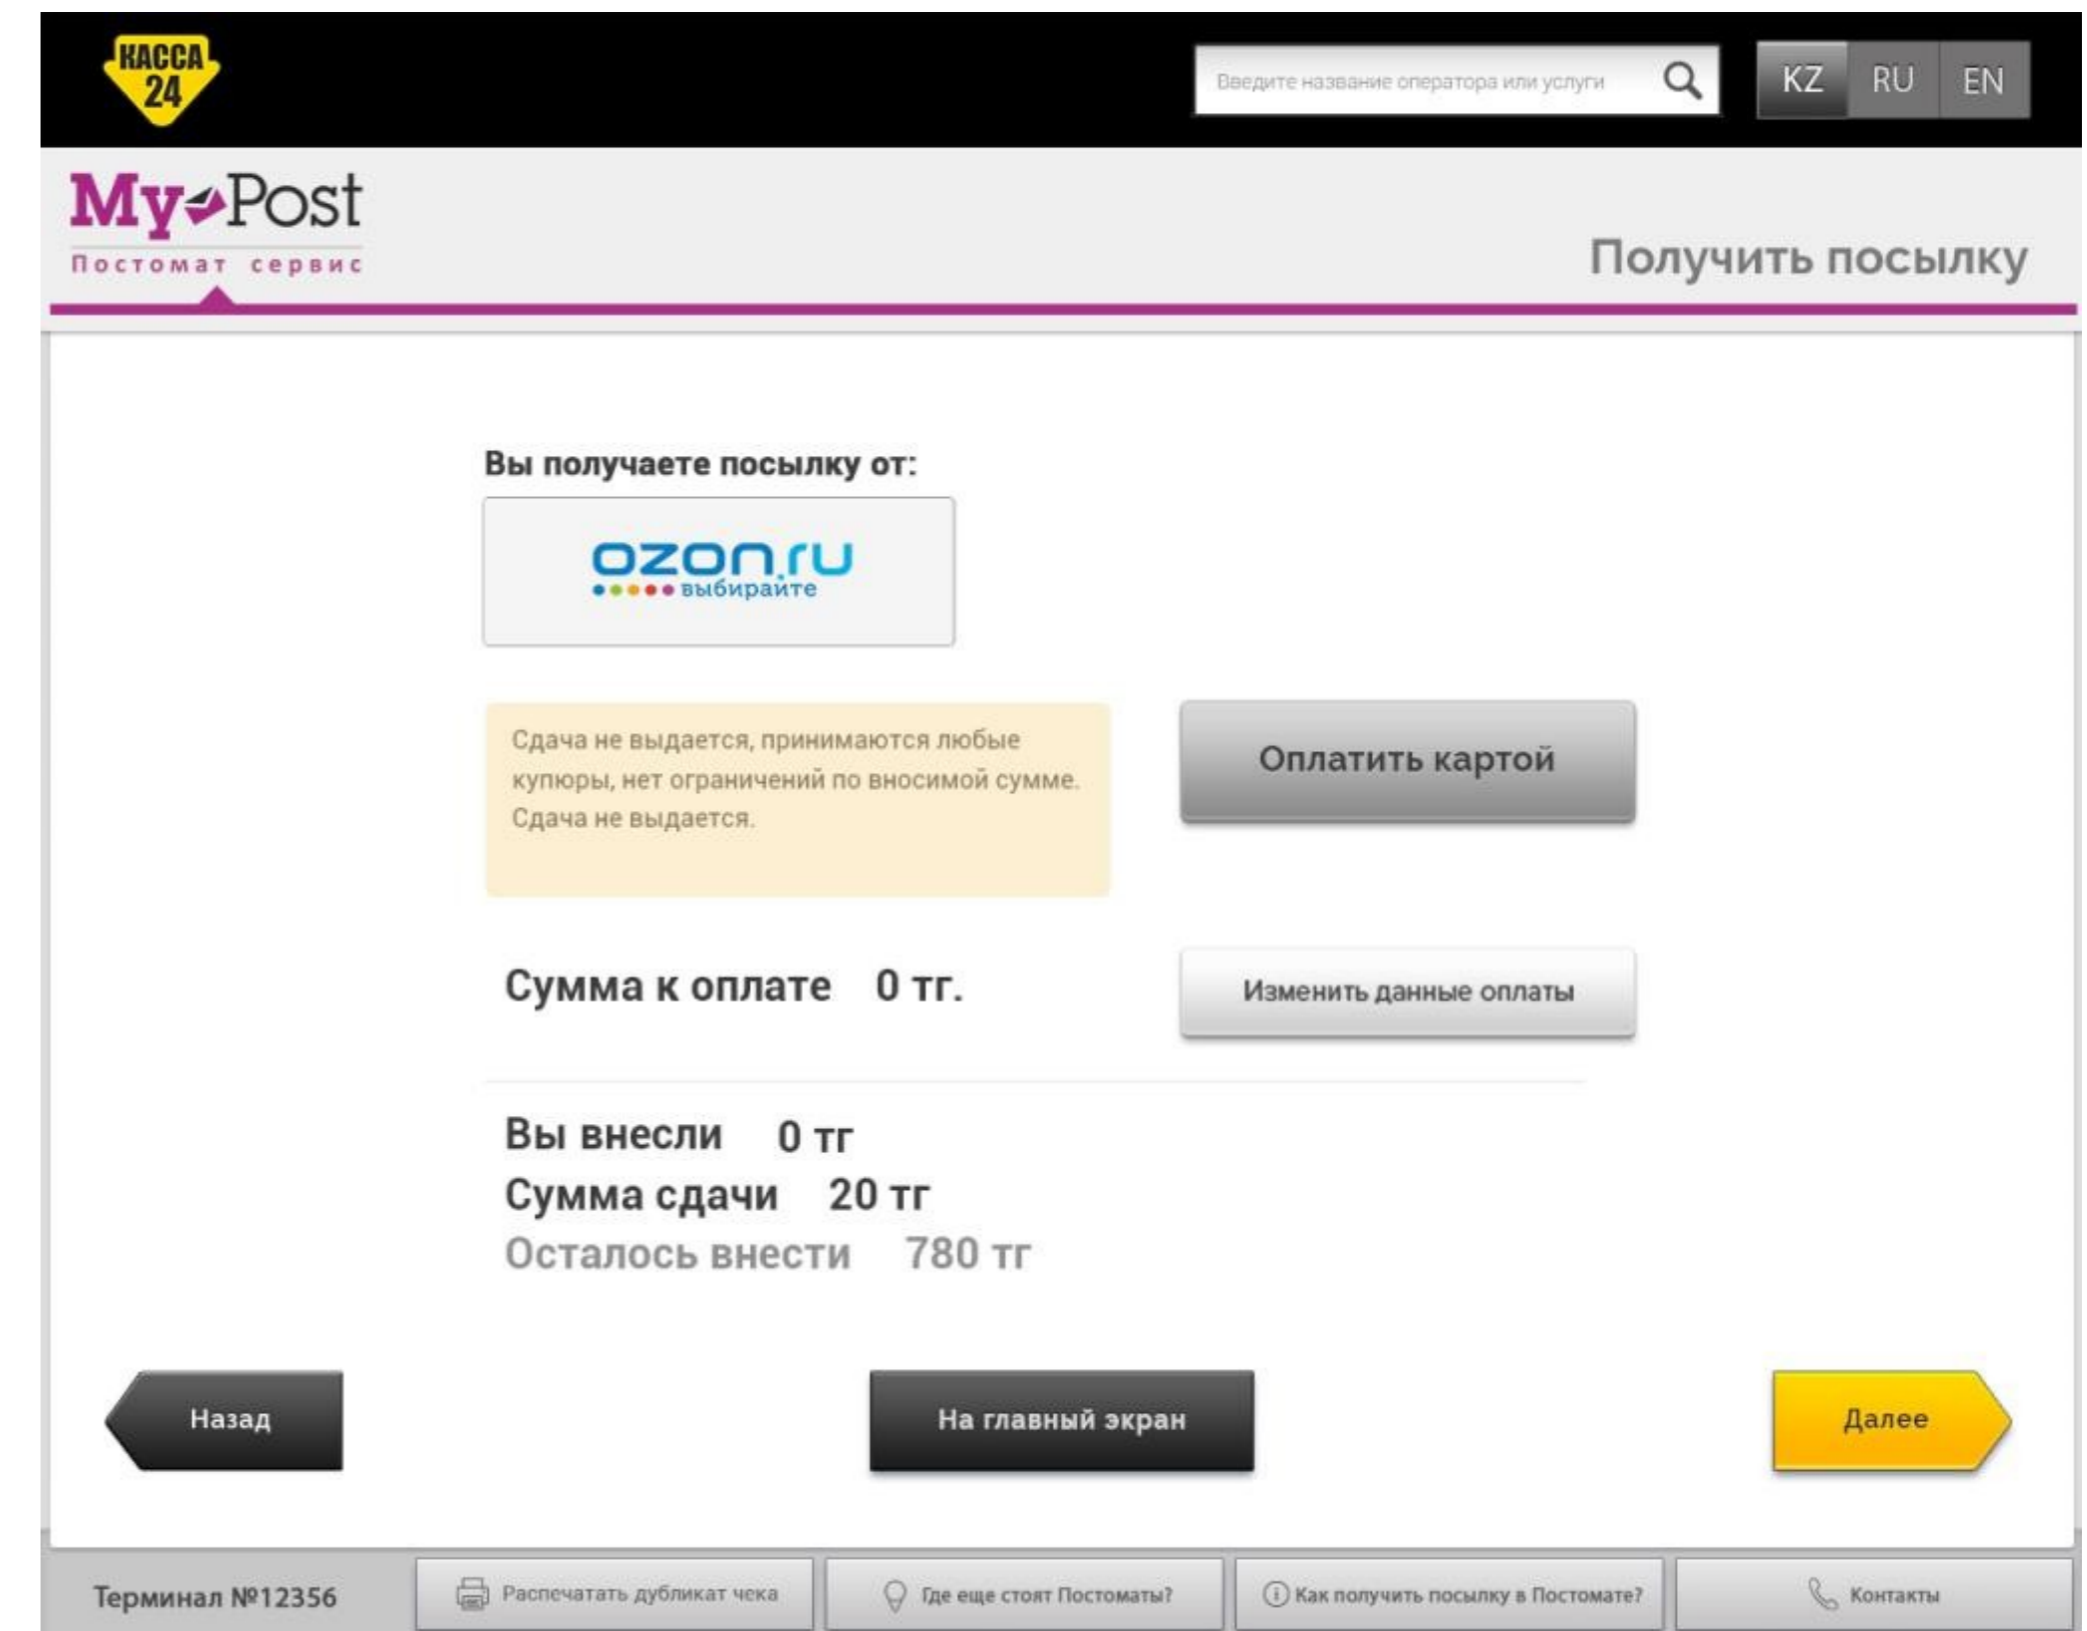 КАССА
24
Введите название оператора или услуги
KZ RU EN
My Post
Постомат сервис
Получить посылку
Вы получаете посылку от:
ozon.ru
выбирайте
Сдача не выдается, принимаются любые
купюры, нет ограничений по вносимой сумме.
Сдача не выдается.
Оплатить картой
Сумма к оплате 0 тг.
Изменить данные оплаты
Вы внесли 0 тг
Сумма сдачи 20 тг
Осталось внести 780 тг
Назад
На главный экран
Далее
Терминал №12356
Распечатать дубликат чека
Где еще стоят Постоматы?
Как получить посылку в Постомате?
Контакты